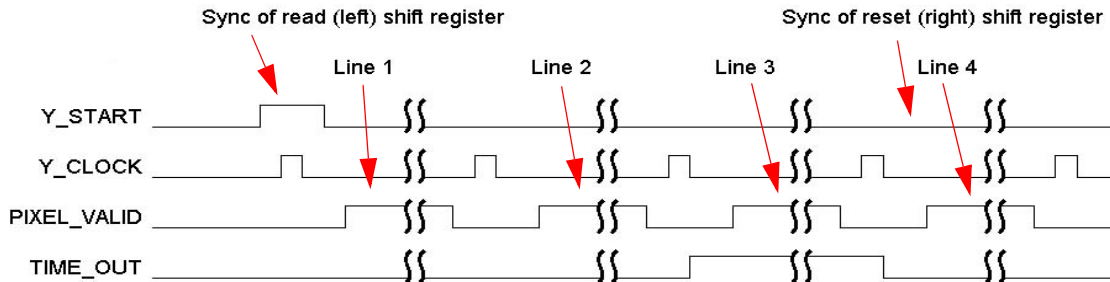 Sync of read (left) shift register
Sync of reset (right) shift register
Line 1
Line 2
Line 3
Line 4
Y_START
Y_CLOCK
PIXEL_VALID
TIME_OUT